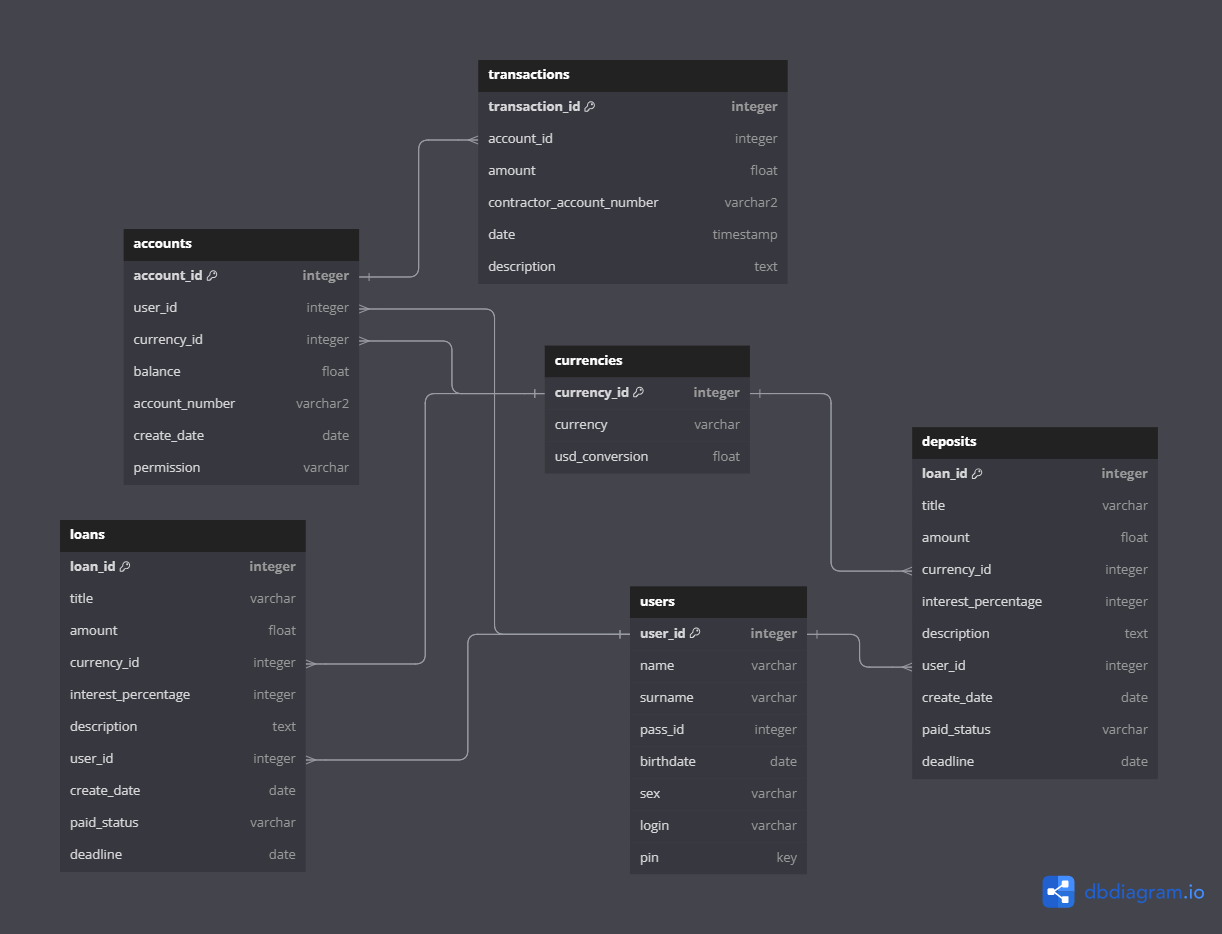 transactions
transaction_id integer
account_id integer
amount float
contractor_account_number varchar2
date timestamp
description text
accounts
account_id integer
user_id integer
currency_id integer
balance float
account_number varchar2
create_date date
permission varchar
currencies
currency_id integer
currency varchar
usd_conversion float
deposits
loan_id integer
title varchar
amount float
currency_id integer
interest_percentage integer
description text
user_id integer
create_date date
paid_status varchar
deadline date
loans
loan_id integer
title varchar
amount float
currency_id integer
interest_percentage integer
description text
user_id integer
create_date date
paid_status varchar
deadline date
users
user_id integer
name varchar
surname varchar
pass_id integer
birthdate date
sex varchar
login varchar
pin key
dbdiagram.io